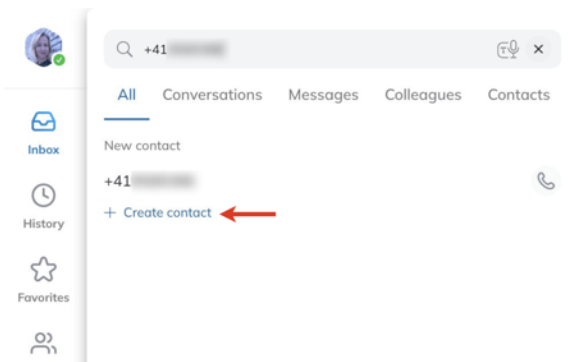 +41
All Conversations Messages Colleagues Contacts
Inbox
New contact
+41
+ Create contact
History
Favorites